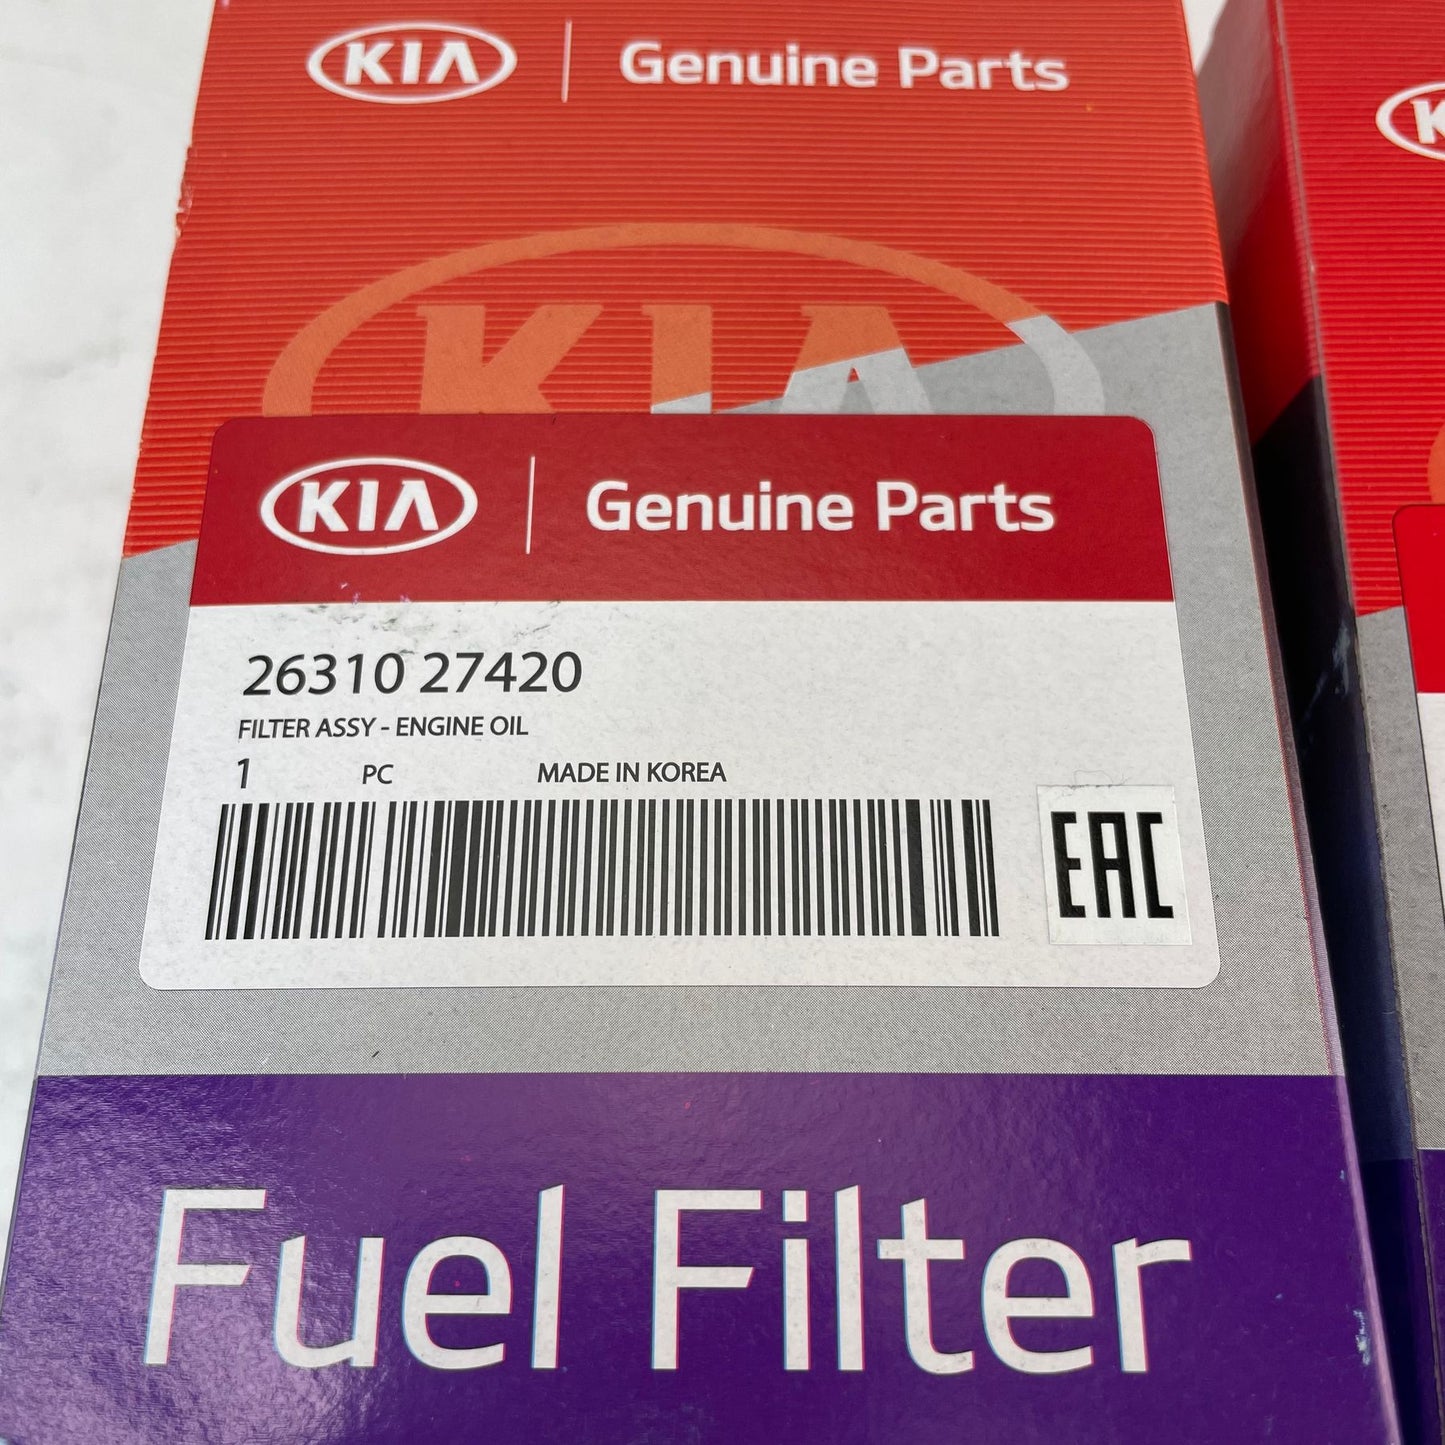 KIA Genuine Parts
KIA
KIA Genuine Parts
26310 27420
FILTER ASSY - ENGINE OIL
1 PC MADE IN KOREA
EAC
Fuel Filter